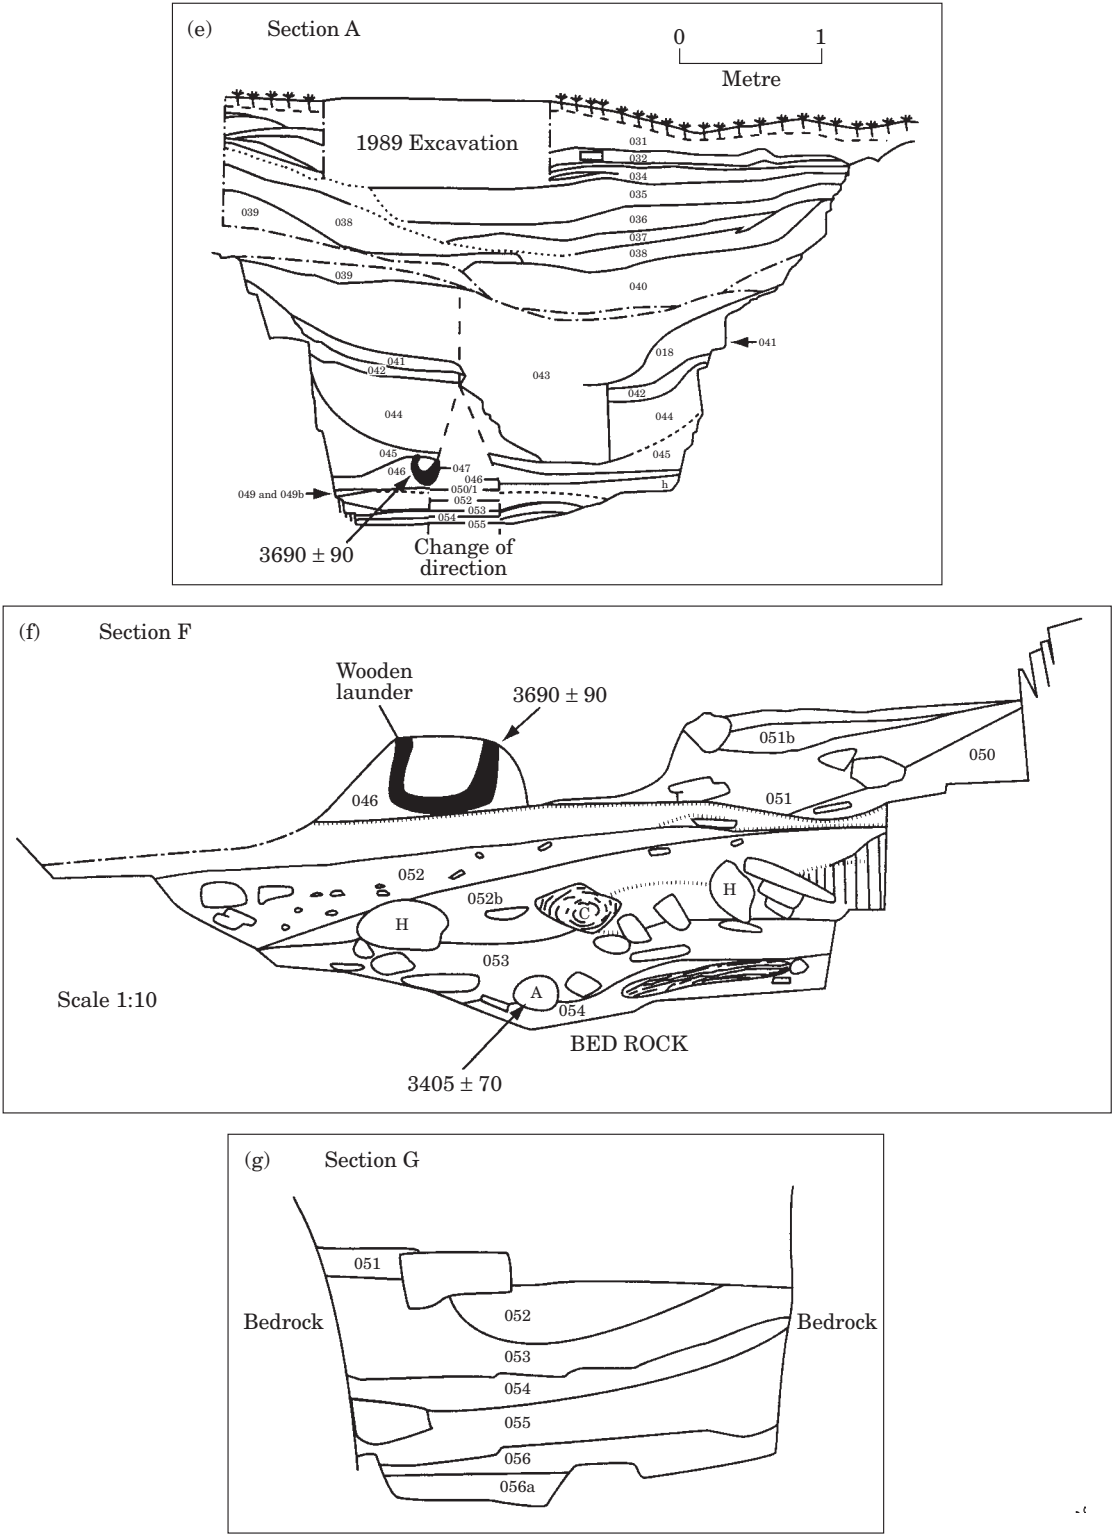 (e) Section A
0 1
Metre
1989 Excavation
031
032
034
035
039
038
036
037
038
039
040
041
018
041
042
043
042
044
044
045
045
046
047
046
h
049 and 049b
050/1
052
053
054
055
3690 ± 90
Change of
direction
(f) Section F
Wooden
launder
3690 ± 90
051b
050
046
051
052
052b
H
C
H
053
Scale 1:10
A
054
BED ROCK
3405 ± 70
(g) Section G
051
052
Bedrock
Bedrock
053
054
055
056
056a